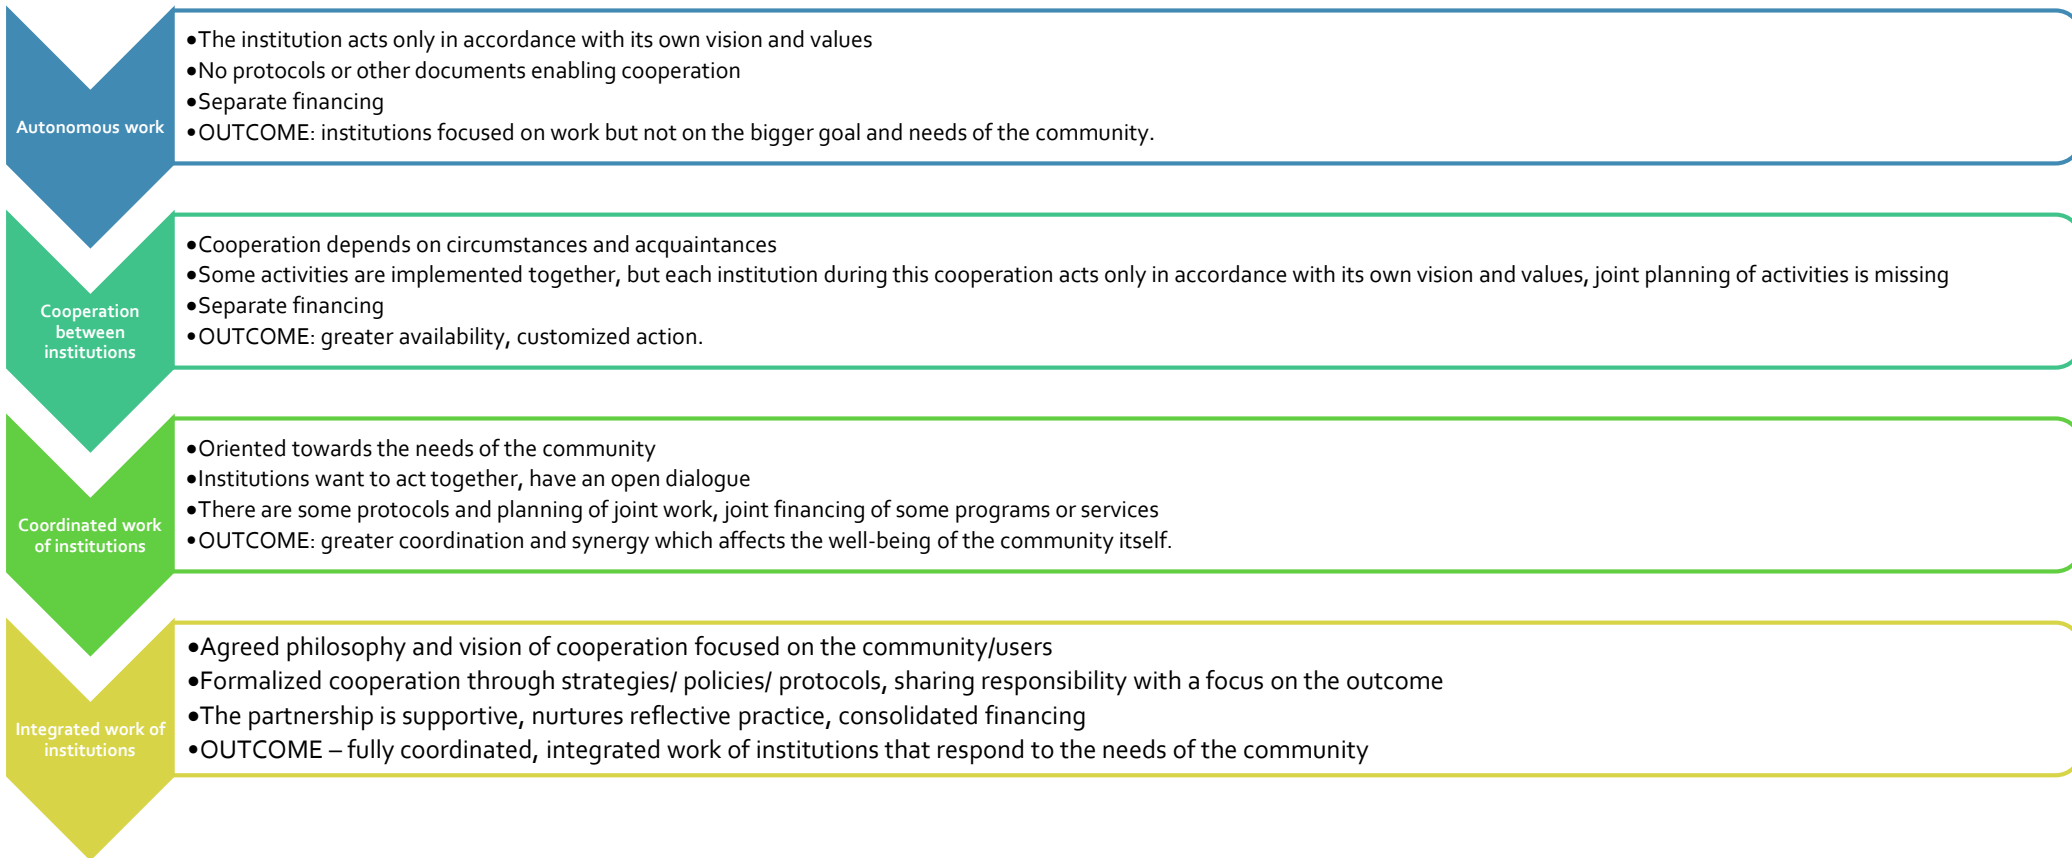 Autonomous work
•The institution acts only in accordance with its own vision and values
•No protocols or other documents enabling cooperation
•Separate financing
•OUTCOME: institutions focused on work but not on the bigger goal and needs of the community.
Cooperation
between
institutions
•Cooperation depends on circumstances and acquaintances
•Some activities are implemented together, but each institution during this cooperation acts only in accordance with its own vision and values, joint planning of activities is missing
•Separate financing
•OUTCOME: greater availability, customized action.
Coordinated work
of institutions
•Oriented towards the needs of the community
•Institutions want to act together, have an open dialogue
•There are some protocols and planning of joint work, joint financing of some programs or services
•OUTCOME: greater coordination and synergy which affects the well-being of the community itself.
Integrated work of
institutions
•Agreed philosophy and vision of cooperation focused on the community/users
•Formalized cooperation through strategies/ policies/ protocols, sharing responsibility with a focus on the outcome
•The partnership is supportive, nurtures reflective practice, consolidated financing
•OUTCOME – fully coordinated, integrated work of institutions that respond to the needs of the community